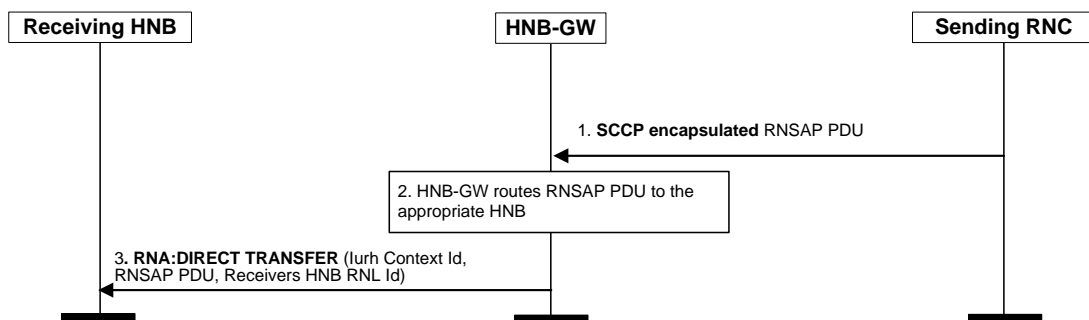 Receiving HNB
HNB-GW
Sending RNC
1. SCCP encapsulated RNSAP PDU
2. HNB-GW routes RNSAP PDU to the
appropriate HNB
3. RNA:DIRECT TRANSFER (Iurh Context Id,
RNSAP PDU, Receivers HNB RNL Id)